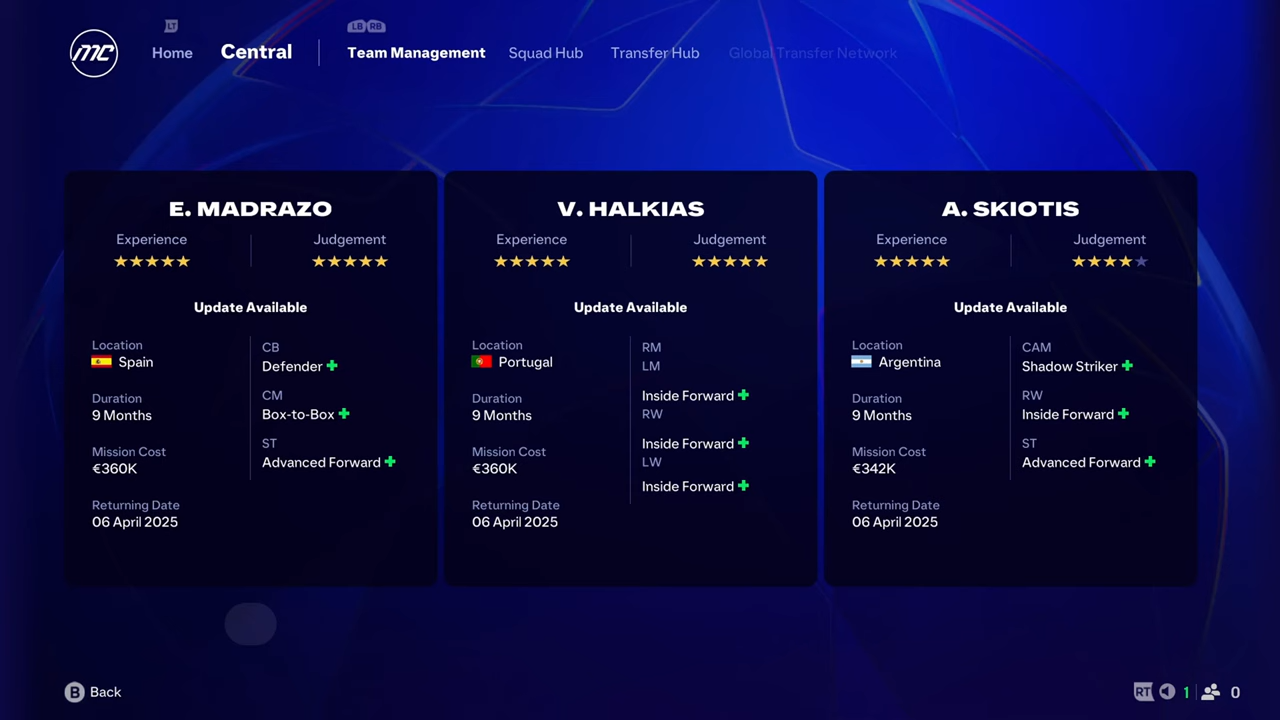 LT
LB RB
MC Home Central Team Management Squad Hub Transfer Hub Global Transfer Network
E. MADRAZO
Experience Judgement
Update Available
Location
Spain
Duration
9 Months
Mission Cost
€360K
Returning Date
06 April 2025
CB
Defender
CM
Box-to-Box
ST
Advanced Forward
V. HALKIAS
Experience Judgement
Update Available
Location
Portugal
Duration
9 Months
Mission Cost
€360K
Returning Date
06 April 2025
RM
LM
Inside Forward
RW
Inside Forward
LW
Inside Forward
A. SKIOTIS
Experience Judgement
Update Available
Location
Argentina
Duration
9 Months
Mission Cost
€342K
Returning Date
06 April 2025
CAM
Shadow Striker
RW
Inside Forward
ST
Advanced Forward
B Back
RT 1 0